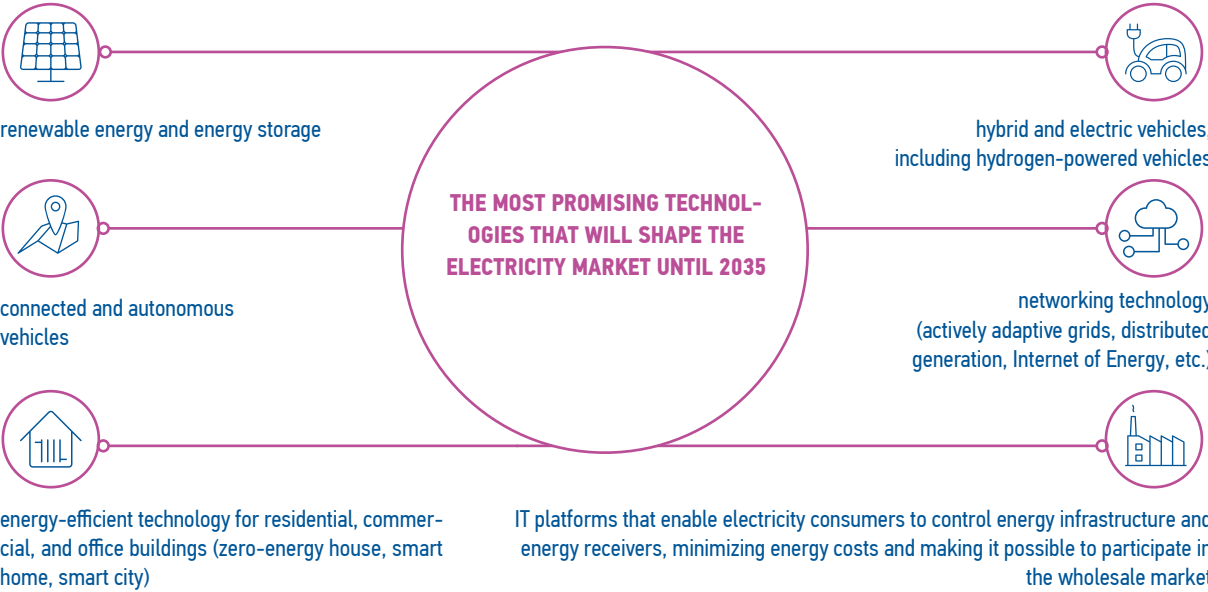 renewable energy and energy storage
hybrid and electric vehicles,
including hydrogen-powered vehicles
THE MOST PROMISING TECHNOL-
OGIES THAT WILL SHAPE THE
ELECTRICITY MARKET UNTIL 2035
connected and autonomous
vehicles
networking technology
(actively adaptive grids, distributed
generation, Internet of Energy, etc.)
energy-efficient technology for residential, commer-
cial, and office buildings (zero-energy house, smart
home, smart city)
IT platforms that enable electricity consumers to control energy infrastructure and
energy receivers, minimizing energy costs and making it possible to participate in
the wholesale market